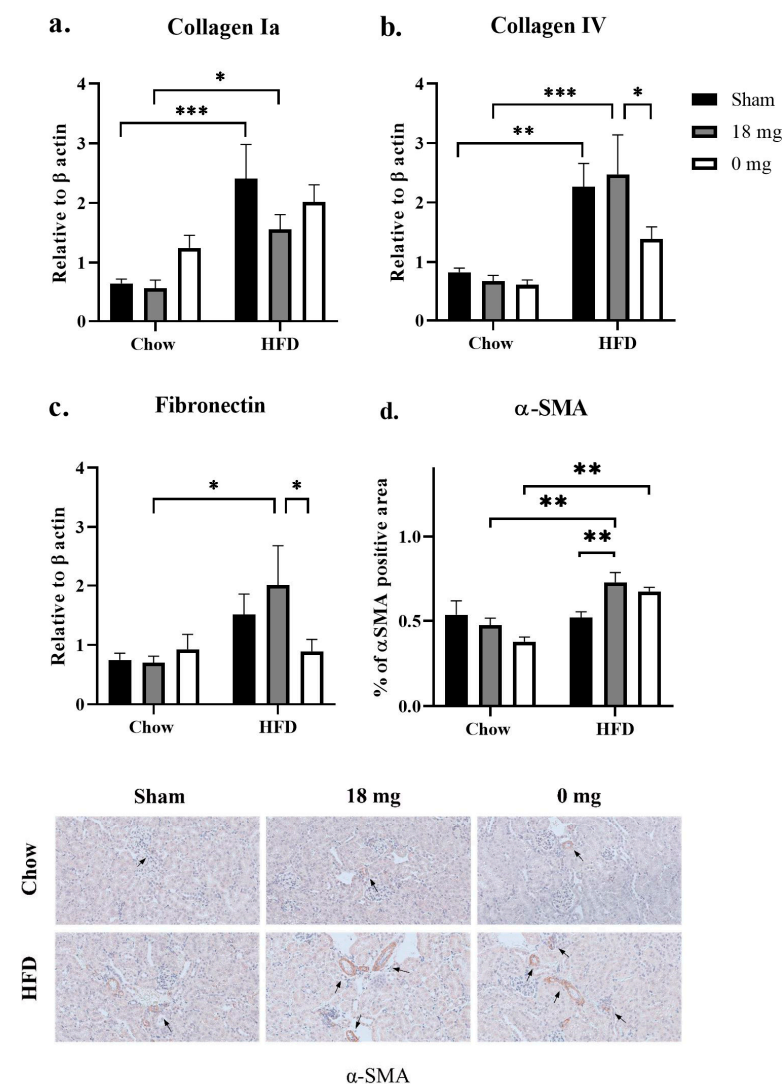 a. Collagen Ia
Relative to β actin
4
3
2
1
0
***
*
Chow HFD
b. Collagen IV
Relative to β actin
4
3
2
1
0
**
***
*
Chow HFD
Sham
18 mg
0 mg
c. Fibronectin
Relative to β actin
4
3
2
1
0
*
*
Chow HFD
d. α-SMA
% of αSMA positive area
1.0
0.5
0.0
**
**
**
Chow HFD
Sham 18 mg 0 mg
Chow
HFD
α-SMA